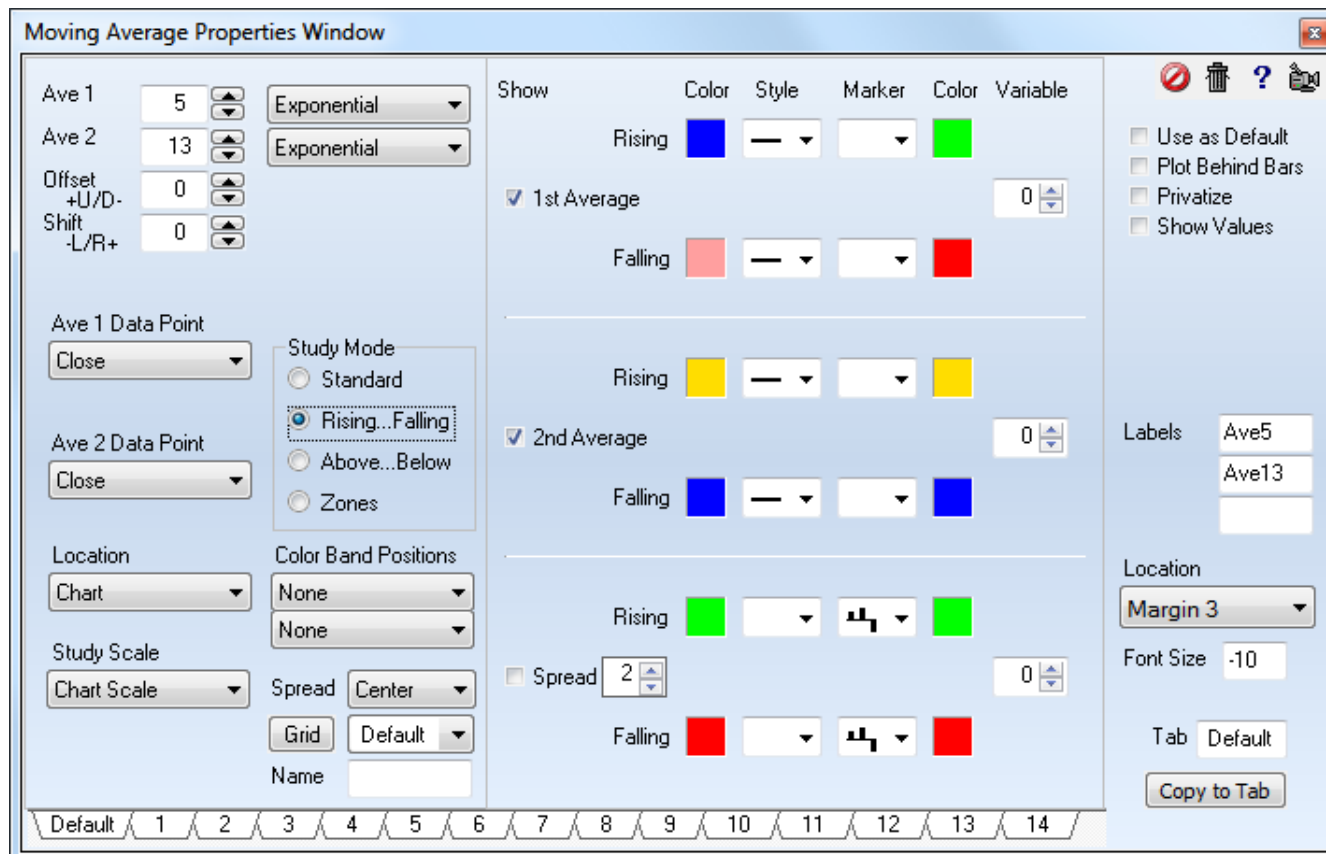 Moving Average Properties Window
Ave 1 5 Exponential
Ave 2 13 Exponential
Offset
+U/D- 0
Shift
-L/R+ 0
Ave 1 Data Point
Close
Ave 2 Data Point
Close
Study Mode
Standard
Rising...Falling
Above...Below
Zones
Location
Chart
Color Band Positions
None
None
Study Scale
Chart Scale
Spread Center
Grid Default
Name
Show Color Style Marker Color Variable
Rising
1st Average 0
Falling
Rising
2nd Average 0
Falling
Rising
Spread 2 0
Falling
?
Use as Default
Plot Behind Bars
Privatize
Show Values
Labels Ave5
Ave13
Location
Margin 3
Font Size -10
Tab Default
Copy to Tab
Default 1 2 3 4 5 6 7 8 9 10 11 12 13 14